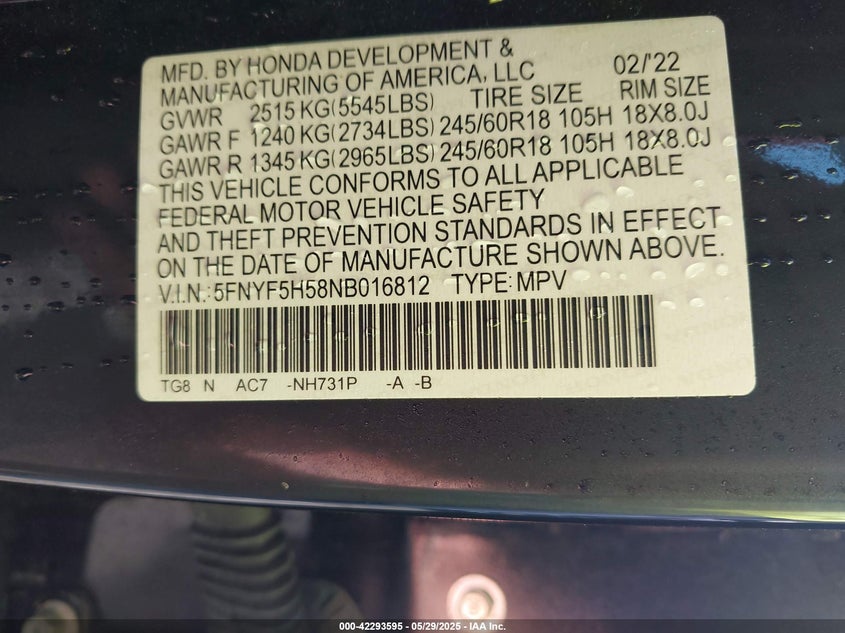 MFD. BY HONDA DEVELOPMENT &
MANUFACTURING OF AMERICA, LLC 02/'22
GVWR 2515 KG(5545LBS) TIRE SIZE RIM SIZE
GAWR F 1240 KG(2734LBS) 245/60R18 105H 18X8.0J
GAWR R 1345 KG(2965LBS) 245/60R18 105H 18X8.0J
THIS VEHICLE CONFORMS TO ALL APPLICABLE
FEDERAL MOTOR VEHICLE SAFETY
AND THEFT PREVENTION STANDARDS IN EFFECT
ON THE DATE OF MANUFACTURE SHOWN ABOVE.
V.I.N.: 5FNYF5H58NB016812 TYPE: MPV
TG8 N AC7 -NH731P -A -B
000-42293595 - 05/29/2025 - IAA Inc.